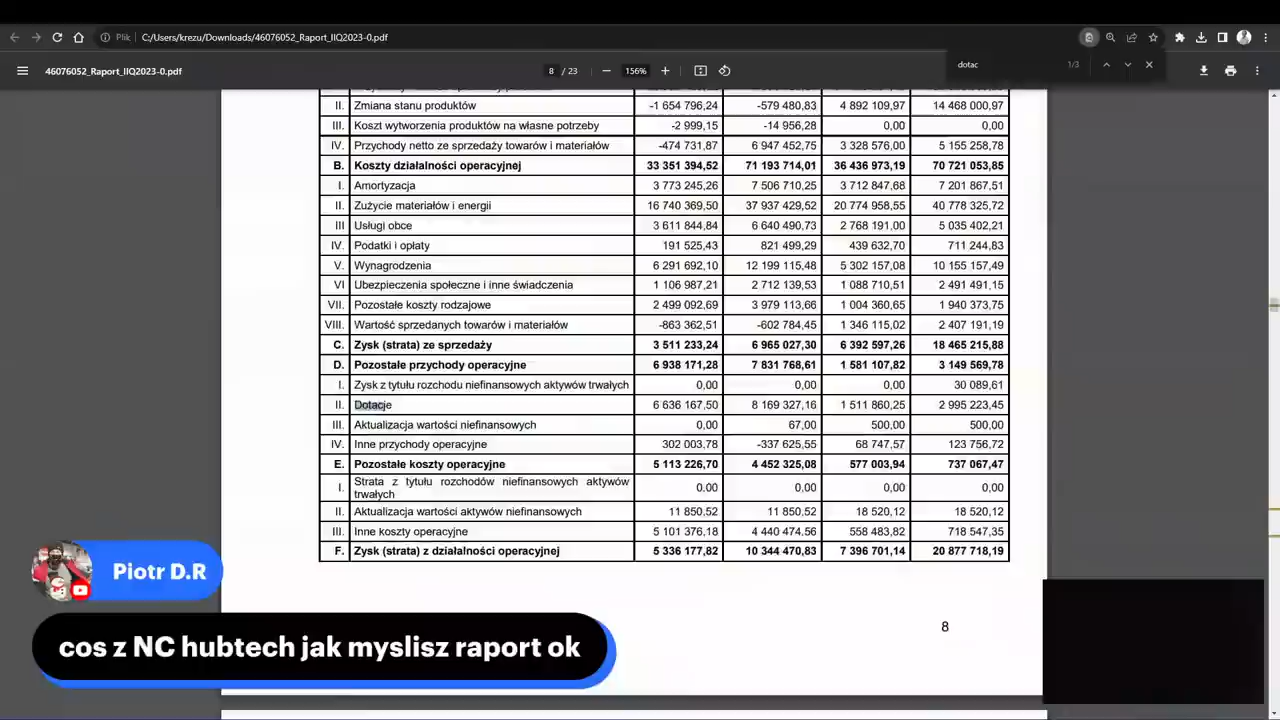 Plik C:/Users/krezu/Downloads/46076052_Raport_IIQ2023-0.pdf
dotac 1/3
46076052_Raport_IIQ2023-0.pdf 8 / 23 156%
II. Zmiana stanu produktów -1 654 796,24 -579 480,83 4 892 109,97 14 468 000,97
III. Koszt wytworzenia produktów na własne potrzeby -2 999,15 -14 956,28 0,00 0,00
IV. Przychody netto ze sprzedaży towarów i materiałów -474 731,87 6 947 452,75 3 328 576,00 5 155 258,78
B. Koszty działalności operacyjnej 33 351 394,52 71 193 714,01 36 436 973,19 70 721 053,85
I. Amortyzacja 3 773 245,26 7 506 710,25 3 712 847,68 7 201 867,51
II. Zużycie materiałów i energii 16 740 369,50 37 937 429,52 20 774 958,55 40 778 325,72
III Usługi obce 3 611 844,84 6 640 490,73 2 768 191,00 5 035 402,21
IV. Podatki i opłaty 191 525,43 821 499,29 439 632,70 711 244,83
V. Wynagrodzenia 6 291 692,10 12 199 115,48 5 302 157,08 10 155 157,49
VI Ubezpieczenia społeczne i inne świadczenia 1 106 987,21 2 712 139,53 1 088 710,51 2 491 491,15
VII. Pozostałe koszty rodzajowe 2 499 092,69 3 979 113,66 1 004 360,65 1 940 373,75
VIII. Wartość sprzedanych towarów i materiałów -863 362,51 -602 784,45 1 346 115,02 2 407 191,19
C. Zysk (strata) ze sprzedaży 3 511 233,24 6 965 027,30 6 392 597,26 18 465 215,88
D. Pozostałe przychody operacyjne 6 938 171,28 7 831 768,61 1 581 107,82 3 149 569,78
I. Zysk z tytułu rozchodu niefinansowych aktywów trwałych 0,00 0,00 0,00 30 089,61
II. Dotacje 6 636 167,50 8 169 327,16 1 511 860,25 2 995 223,45
III. Aktualizacja wartości niefinansowych 0,00 67,00 500,00 500,00
IV. Inne przychody operacyjne 302 003,78 -337 625,55 68 747,57 123 756,72
E. Pozostałe koszty operacyjne 5 113 226,70 4 452 325,08 577 003,94 737 067,47
I. Strata z tytułu rozchodów niefinansowych aktywów trwałych 0,00 0,00 0,00 0,00
II. Aktualizacja wartości aktywów niefinansowych 11 850,52 11 850,52 18 520,12 18 520,12
III. Inne koszty operacyjne 5 101 376,18 4 440 474,56 558 483,82 718 547,35
F. Zysk (strata) z działalności operacyjnej 5 336 177,82 10 344 470,83 7 396 701,14 20 877 718,19
8
Piotr D.R
cos z NC hubtech jak myslisz raport ok